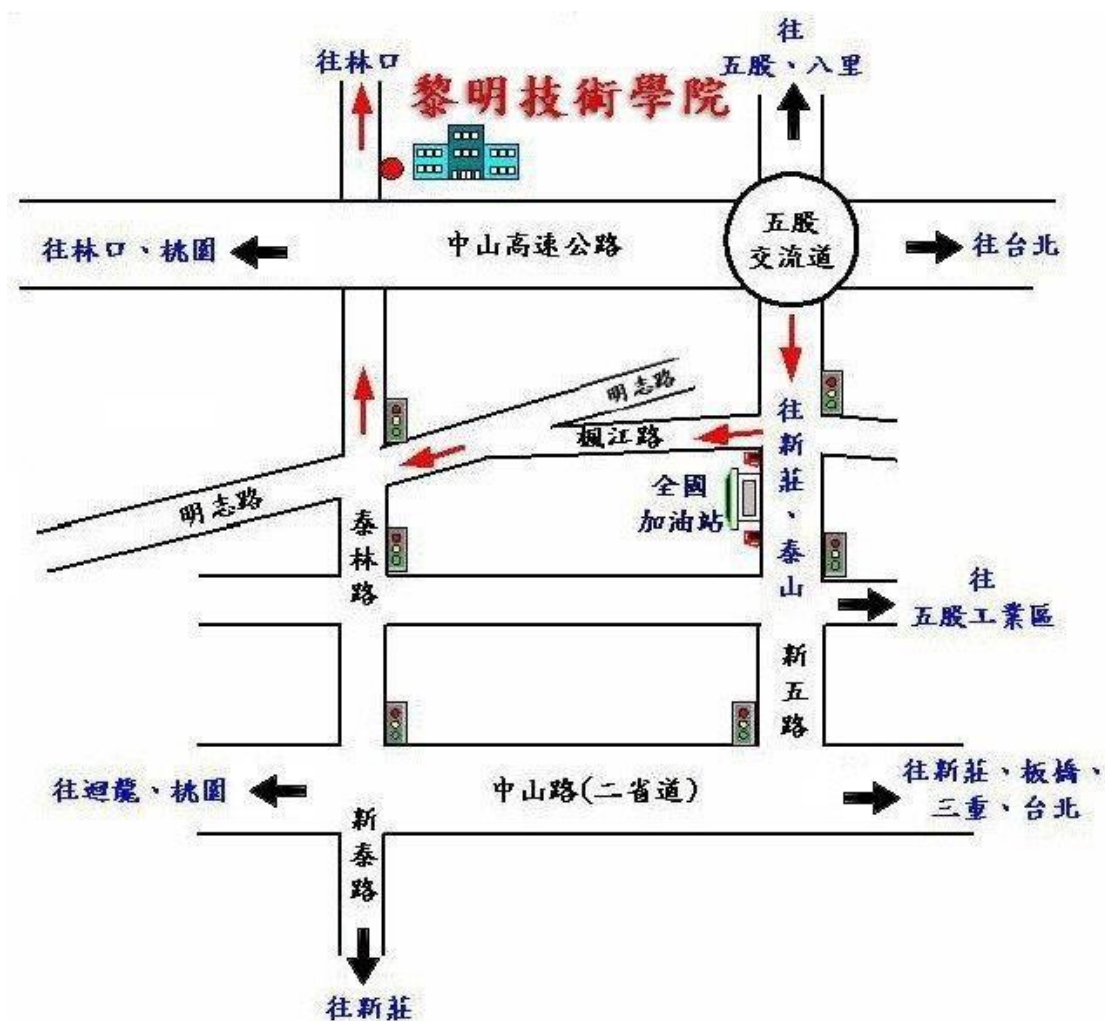 往
五股、八里
往林口
黎明技術學院
五股
交流道
往林口、桃園
中山高速公路
往台北
明志路
楓江路
往新莊、泰山
全國
加油站
明志路
泰林路
往
五股工業區
新五路
往迴龍、桃園
中山路(二省道)
往新莊、板橋、
三重、台北
新泰路
往新莊